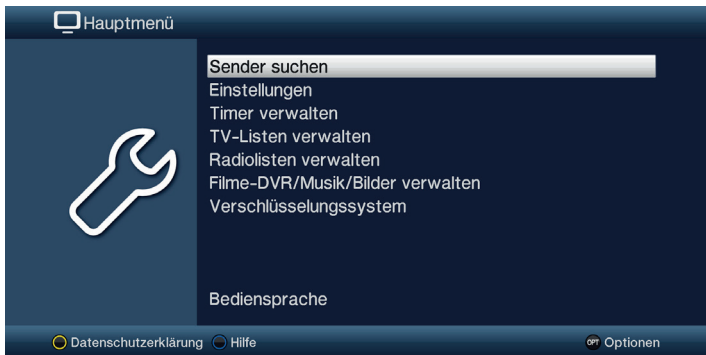 Hauptmenü
Sender suchen
Einstellungen
Timer verwalten
TV-Listen verwalten
Radiolisten verwalten
Filme-DVR/Musik/Bilder verwalten
Verschlüsselungssystem
Bediensprache
Datenschutzerklärung Hilfe OPT Optionen